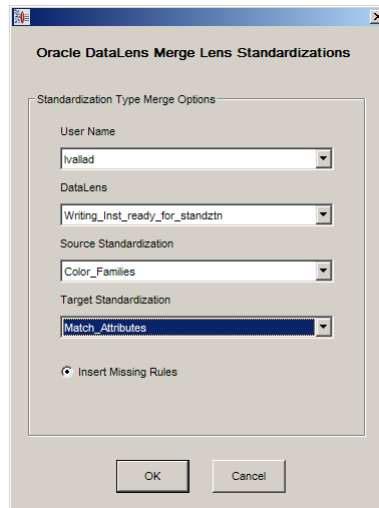 Oracle DataLens Merge Lens Standardizations
Standardization Type Merge Options
User Name
lvallad
DataLens
Writing_Inst_ready_for_standztn
Source Standardization
Color_Families
Target Standardization
Match_Attributes
Insert Missing Rules
OK Cancel